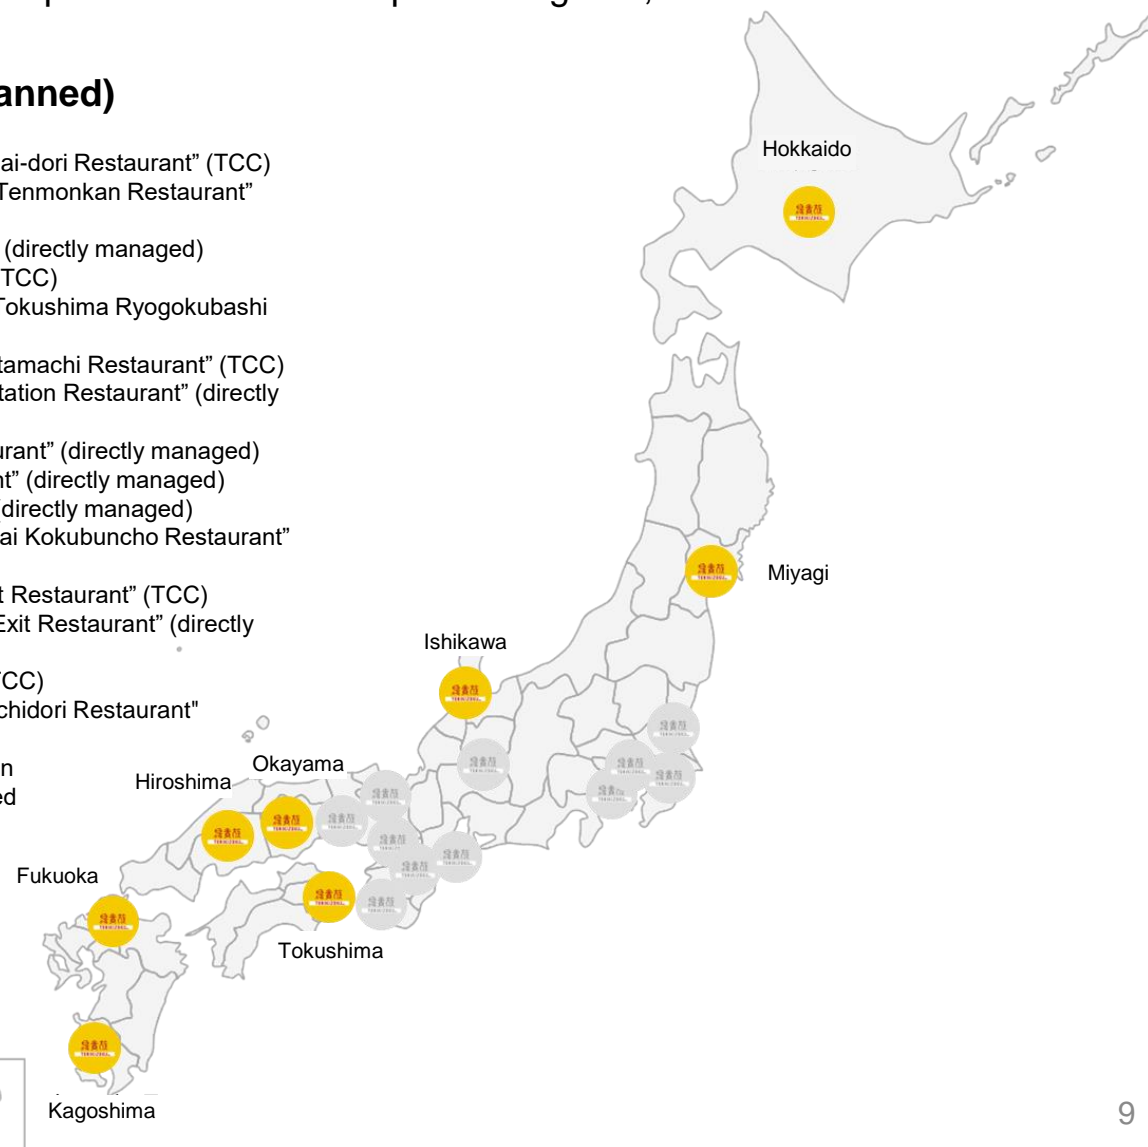 anned)
ai-dori Restaurant” (TCC)
Tenmonkan Restaurant”
(directly managed)
TCC)
Tokushima Ryogokubashi
tamachi Restaurant” (TCC)
tation Restaurant” (directly
urant” (directly managed)
nt” (directly managed)
(directly managed)
ai Kokubuncho Restaurant”
t Restaurant” (TCC)
Exit Restaurant” (directly
TCC)
chidori Restaurant"
n
ed
Hokkaido
Miyagi
Ishikawa
Okayama
Hiroshima
Fukuoka
Tokushima
Kagoshima
9